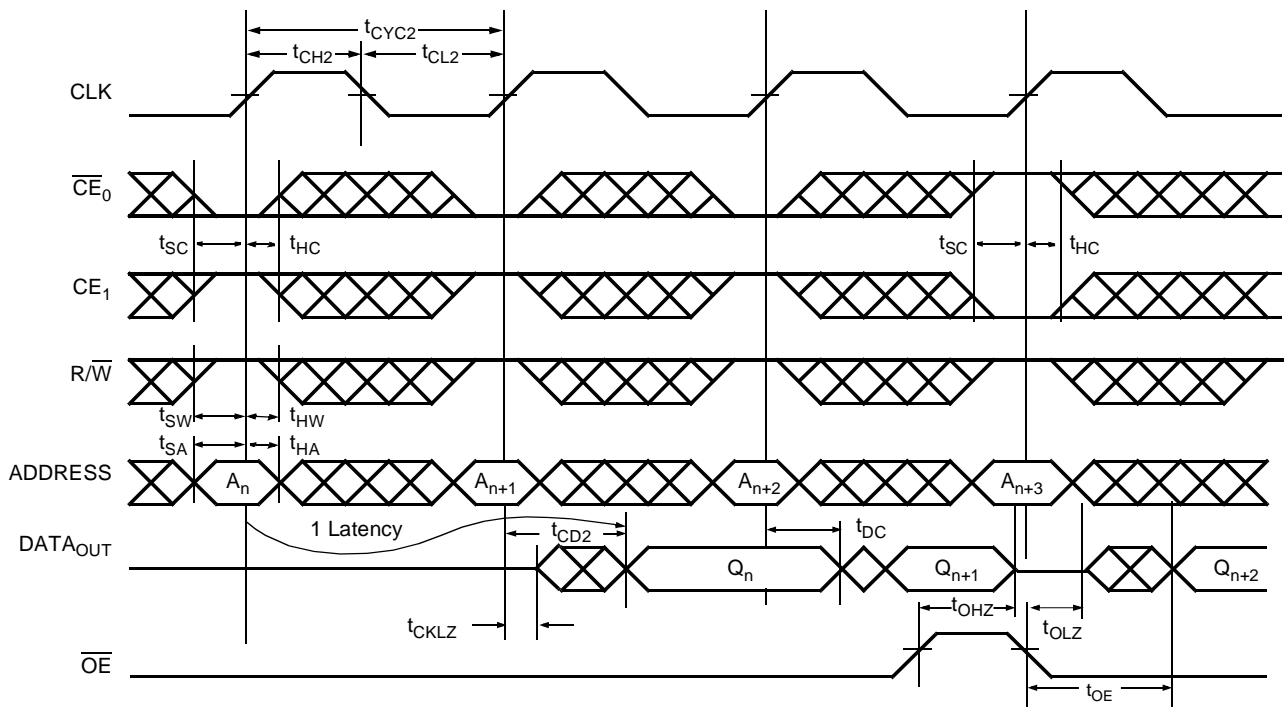 tCYC2
tCH2 tCL2
CLK
CE0
tSC tHC tSC tHC
CE1
R/W
tSW tHW
tSA tHA
ADDRESS An An+1 An+2 An+3
1 Latency tCD2 tDC
DATAOUT Qn Qn+1 Qn+2
tOHZ
tCKLZ tOLZ
OE
tOE